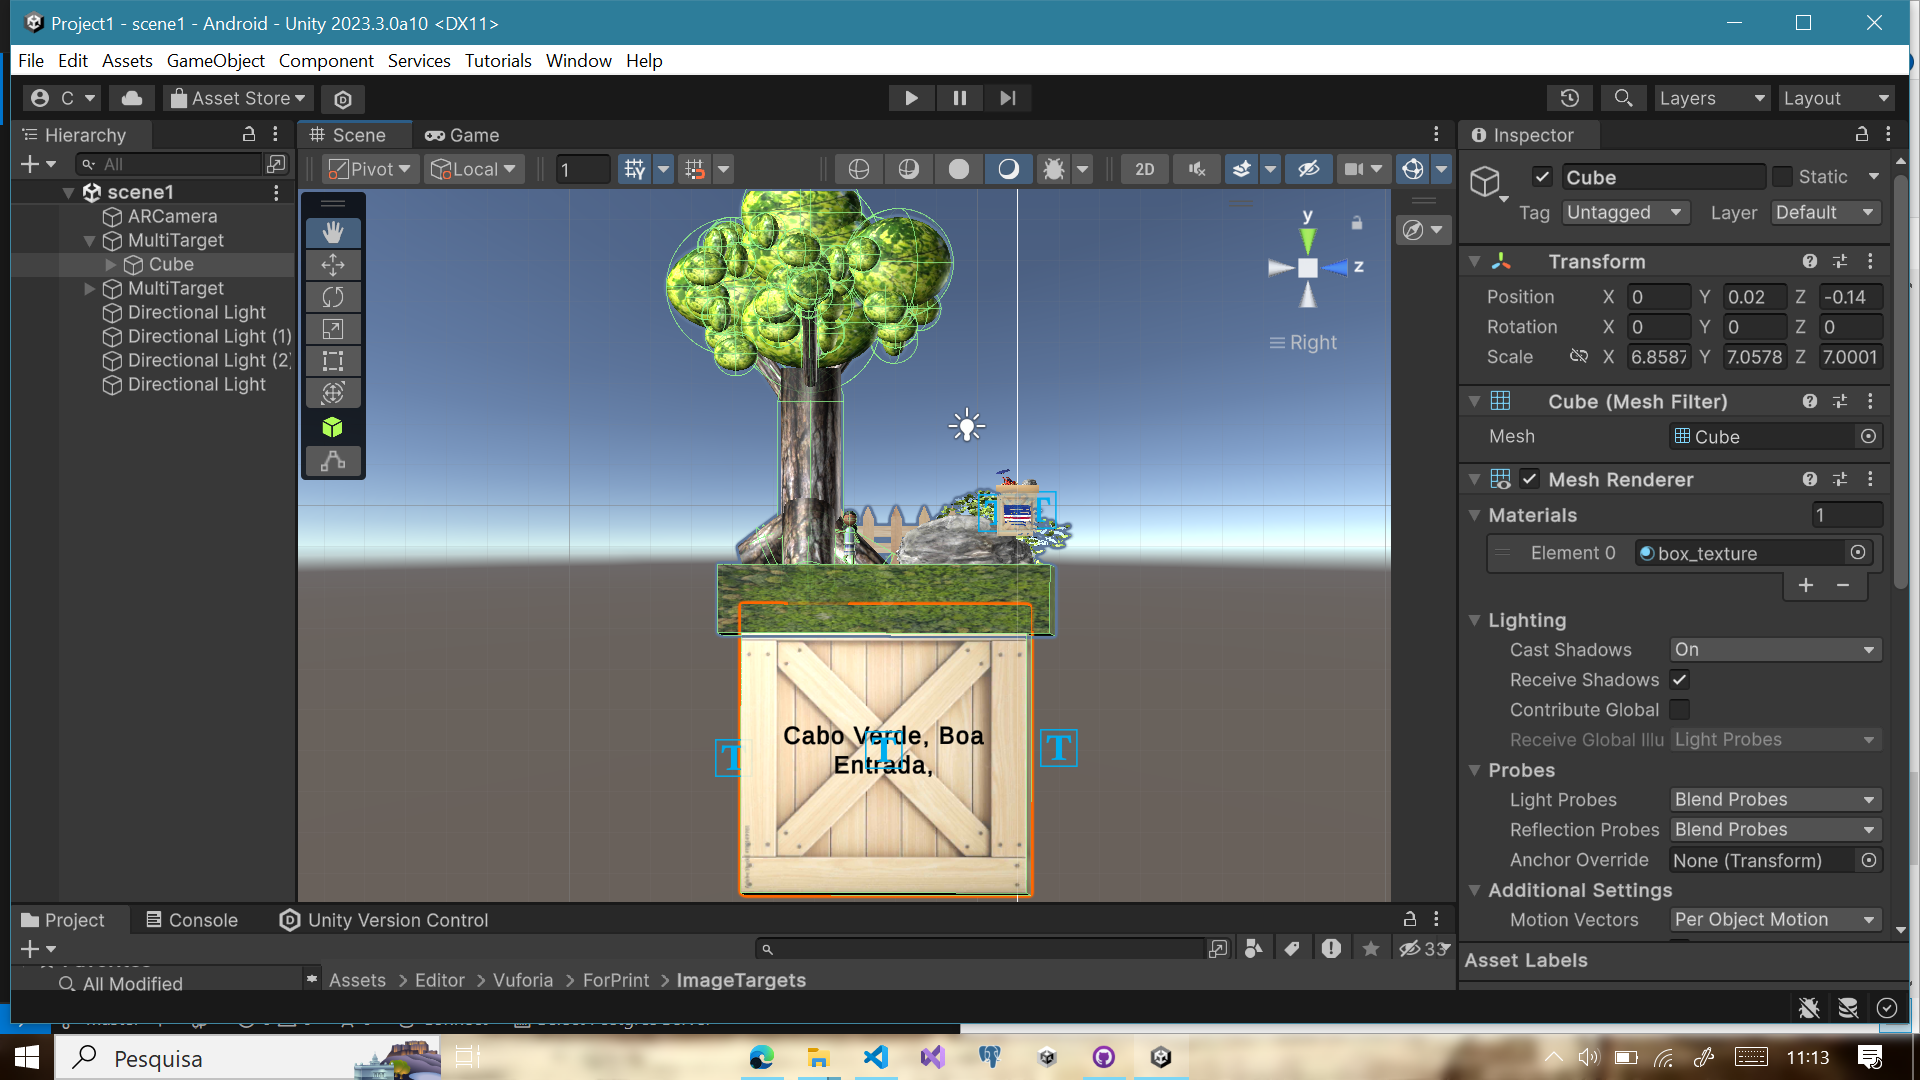 Project1 - scene1 - Android - Unity 2023.3.0a10 <DX11>
File Edit Assets GameObject Component Services Tutorials Window Help
C Asset Store Layers Layout
Hierarchy
All
scene1
ARCamera
MultiTarget
Cube
MultiTarget
Directional Light
Directional Light (1)
Directional Light (2
Directional Light
Scene Game
Pivot Local 1 2D
y
z
Right
Cabo Verde, Boa
Entrada,
T T T
Inspector
Cube Static
Tag Untagged Layer Default
Transform
Position X 0 Y 0.02 Z -0.14
Rotation X 0 Y 0 Z 0
Scale X 6.8587 Y 7.0578 Z 7.0001
Cube (Mesh Filter)
Mesh Cube
Mesh Renderer
Materials 1
Element 0 box_texture
Lighting
Cast Shadows On
Receive Shadows
Contribute Global
Receive Global Illu Light Probes
Probes
Light Probes Blend Probes
Reflection Probes Blend Probes
Anchor Override None (Transform)
Additional Settings
Motion Vectors Per Object Motion
Asset Labels
Project Console Unity Version Control
33
All Modified
Assets > Editor > Vuforia > ForPrint > ImageTargets
Pesquisa
11:13